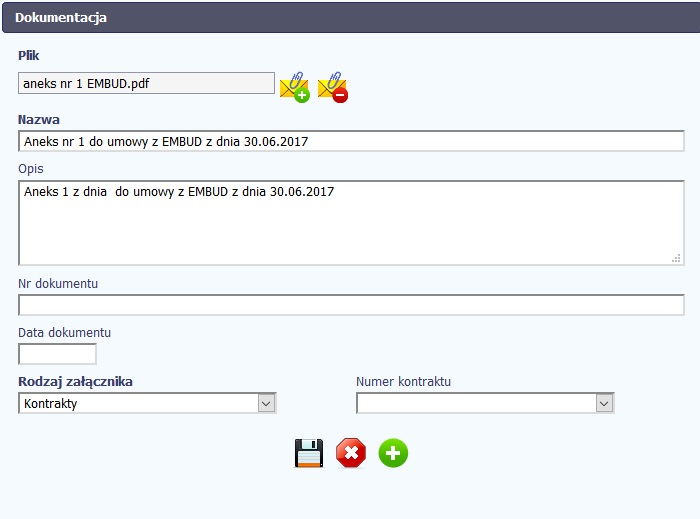 Dokumentacja
Plik
aneks nr 1 EMBUD.pdf
Nazwa
Aneks nr 1 do umowy z EMBUD z dnia 30.06.2017
Opis
Aneks 1 z dnia  do umowy z EMBUD z dnia 30.06.2017
Nr dokumentu
Data dokumentu
Rodzaj załącznika
Numer kontraktu
Kontrakty